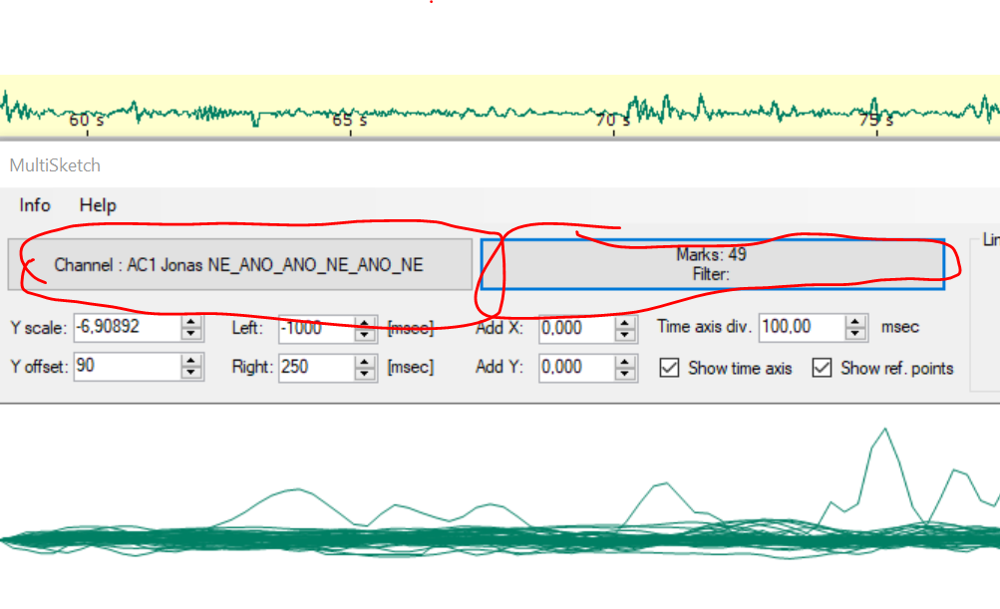 60 s 65 s 70 s 75 s
MultiSketch
Info Help
Channel : AC1 Jonas NE_ANO_ANO_NE_ANO_NE
Marks: 49
Filter:
Y scale: -6,90892 Left: -1000 [msec] Add X: 0,000 Time axis div. 100,00 msec
Y offset: 90 Right: 250 [msec] Add Y: 0,000 Show time axis Show ref. points